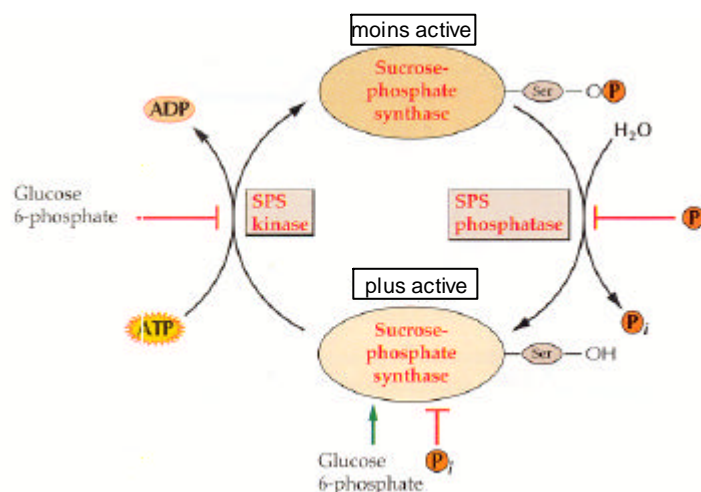 moins active
Sucrose-
phosphate
synthase
Ser
O P
ADP
H₂O
Glucose
6-phosphate
SPS
kinase
SPS
phosphatase
P
plus active
ATP
Pᵢ
Sucrose-
phosphate
synthase
Ser
OH
Glucose
6-phosphate
Pᵢ